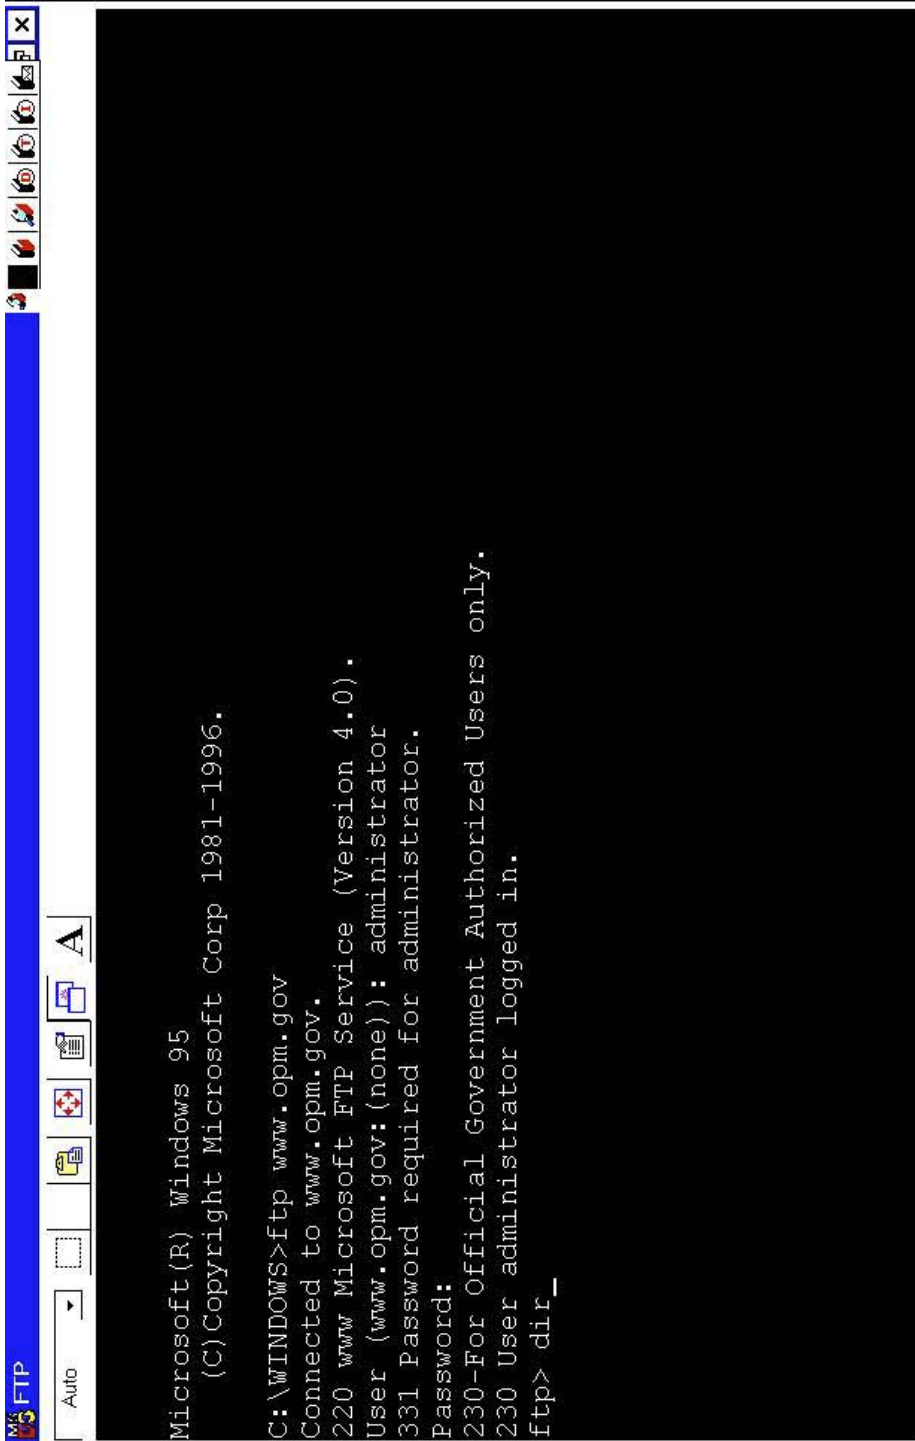 FTP
Auto
A
Microsoft(R) Windows 95
(C)Copyright Microsoft Corp 1981-1996.
C:\WINDOWS>ftp www.opm.gov
Connected to www.opm.gov.
220 www Microsoft FTP Service (Version 4.0).
User (www.opm.gov:(none)): administrator
331 Password required for administrator.
Password:
230-For Official Government Authorized Users only.
230 User administrator logged in.
ftp> dir_